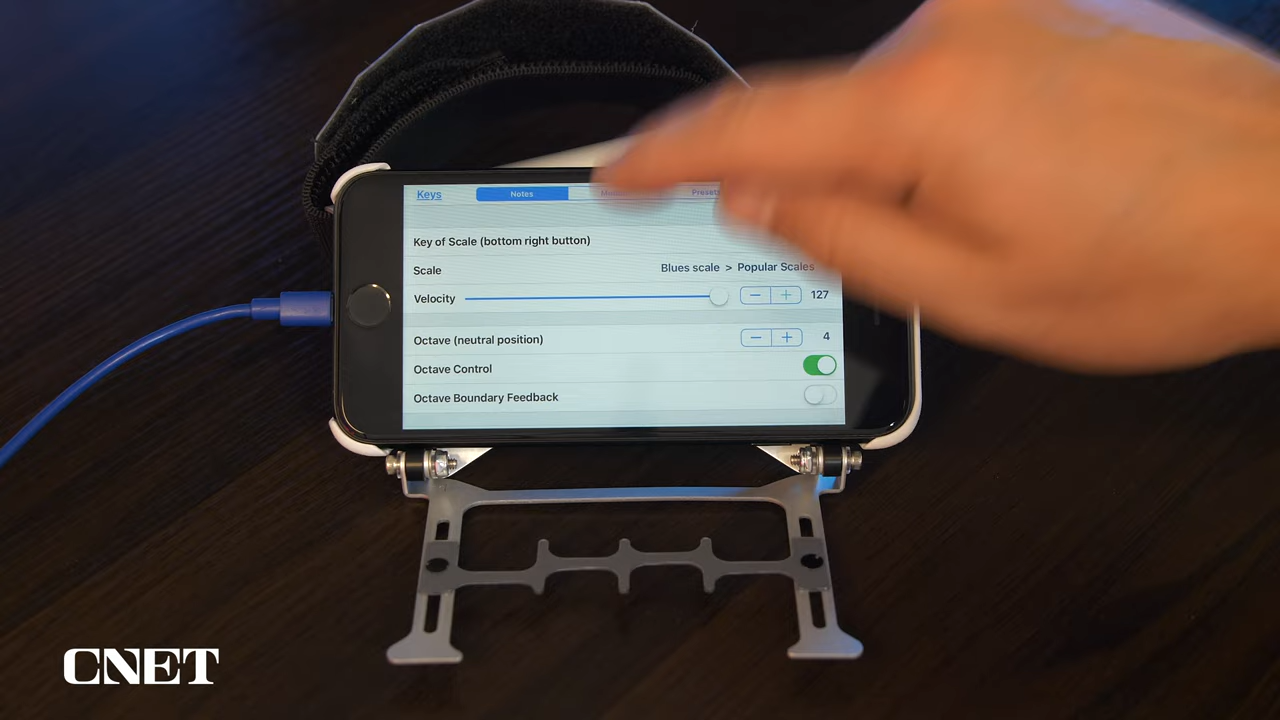 Keys Notes Presets
Key of Scale (bottom right button)
Scale Blues scale > Popular Scales
Velocity − + 127
Octave (neutral position) − + 4
Octave Control
Octave Boundary Feedback
CNET